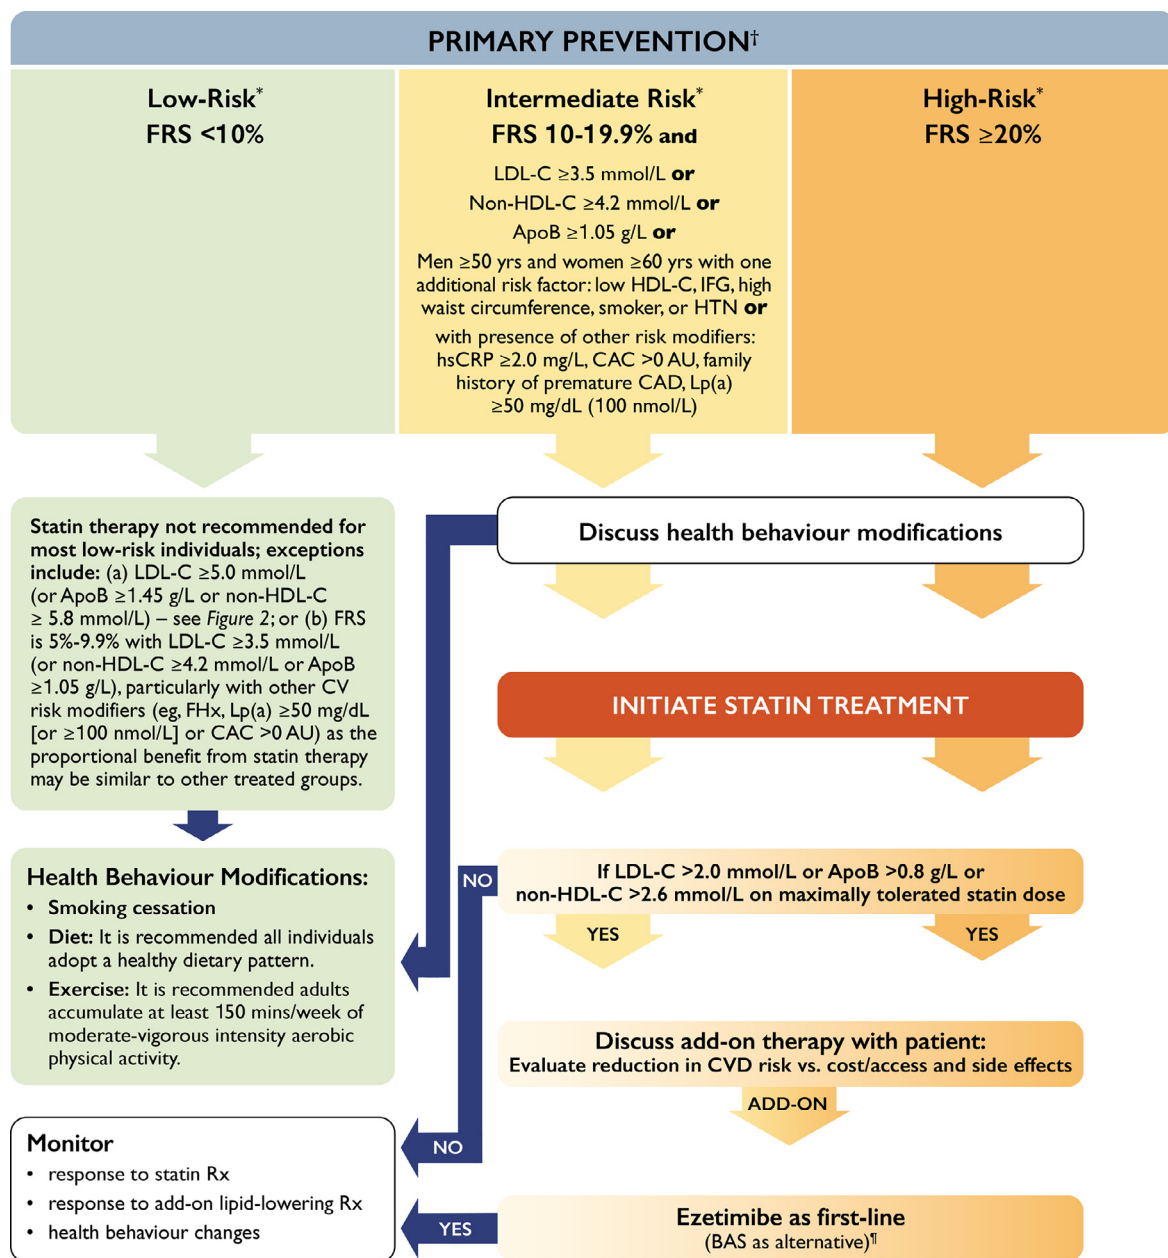 PRIMARY PREVENTION†
Low-Risk*
FRS <10%
Intermediate Risk*
FRS 10-19.9% and
LDL-C ≥3.5 mmol/L or
Non-HDL-C ≥4.2 mmol/L or
ApoB ≥1.05 g/L or
Men ≥50 yrs and women ≥60 yrs with one
additional risk factor: low HDL-C, IFG, high
waist circumference, smoker, or HTN or
with presence of other risk modifiers:
hsCRP ≥2.0 mg/L, CAC >0 AU, family
history of premature CAD, Lp(a)
≥50 mg/dL (100 nmol/L)
High-Risk*
FRS ≥20%
Statin therapy not recommended for
most low-risk individuals; exceptions
include: (a) LDL-C ≥5.0 mmol/L
(or ApoB ≥1.45 g/L or non-HDL-C
≥ 5.8 mmol/L) – see Figure 2; or (b) FRS
is 5%-9.9% with LDL-C ≥3.5 mmol/L
(or non-HDL-C ≥4.2 mmol/L or ApoB
≥1.05 g/L), particularly with other CV
risk modifiers (eg, FHx, Lp(a) ≥50 mg/dL
[or ≥100 nmol/L] or CAC >0 AU) as the
proportional benefit from statin therapy
may be similar to other treated groups.
Health Behaviour Modifications:
• Smoking cessation
• Diet: It is recommended all individuals
adopt a healthy dietary pattern.
• Exercise: It is recommended adults
accumulate at least 150 mins/week of
moderate-vigorous intensity aerobic
physical activity.
Discuss health behaviour modifications
INITIATE STATIN TREATMENT
NO
If LDL-C >2.0 mmol/L or ApoB >0.8 g/L or
non-HDL-C >2.6 mmol/L on maximally tolerated statin dose
YES
YES
Discuss add-on therapy with patient:
Evaluate reduction in CVD risk vs. cost/access and side effects
ADD-ON
NO
Monitor
• response to statin Rx
• response to add-on lipid-lowering Rx
• health behaviour changes
YES
Ezetimibe as first-line
(BAS as alternative)¶